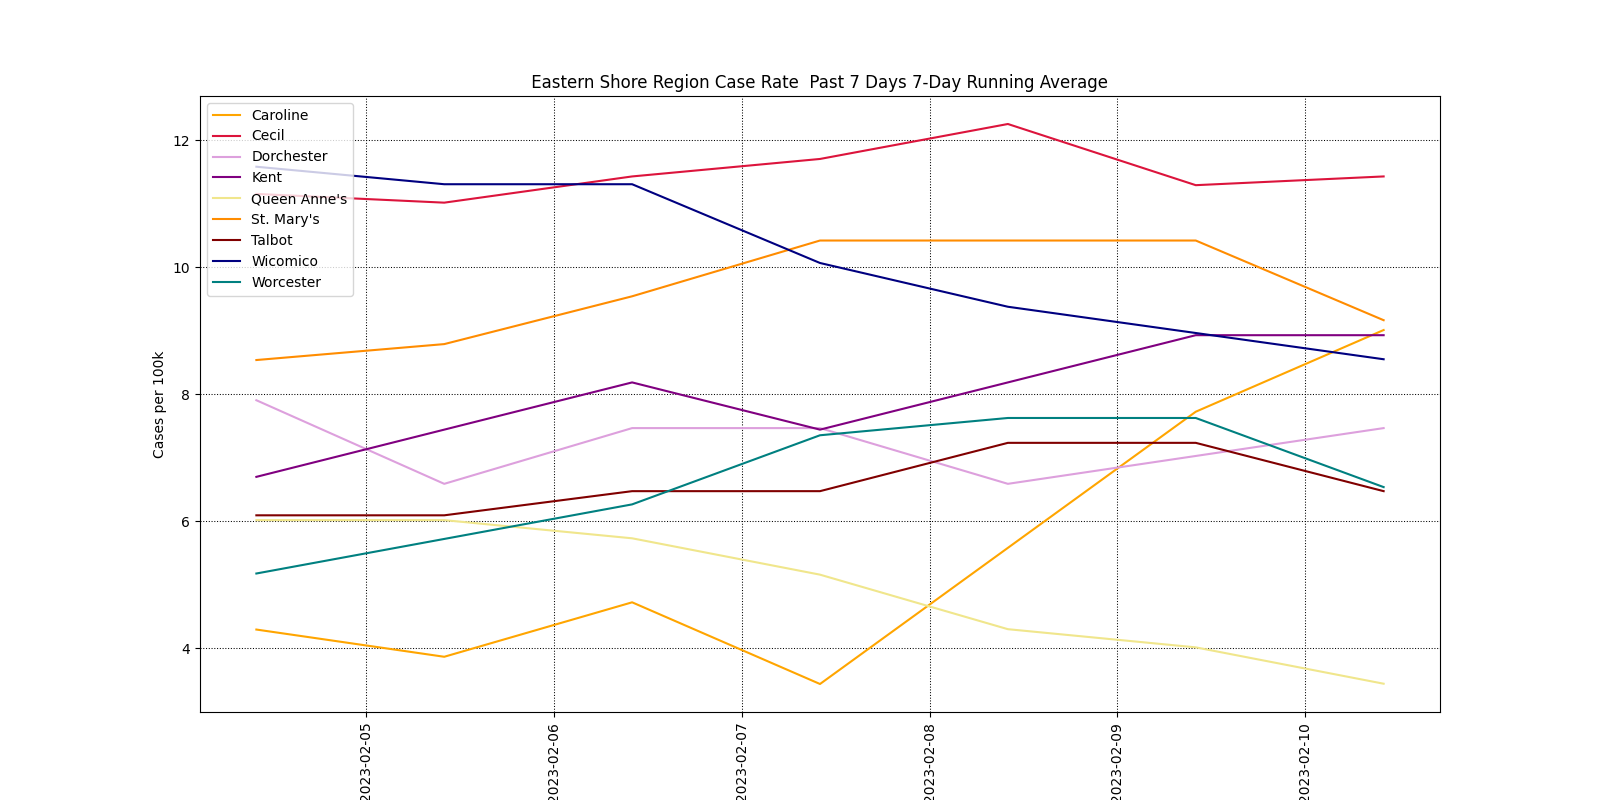 Eastern Shore Region Case Rate  Past 7 Days 7-Day Running Average
Caroline
Cecil
Dorchester
Kent
Queen Anne's
St. Mary's
Talbot
Wicomico
Worcester
12
10
8
6
4
Cases per 100k
2023-02-05
2023-02-06
2023-02-07
2023-02-08
2023-02-09
2023-02-10